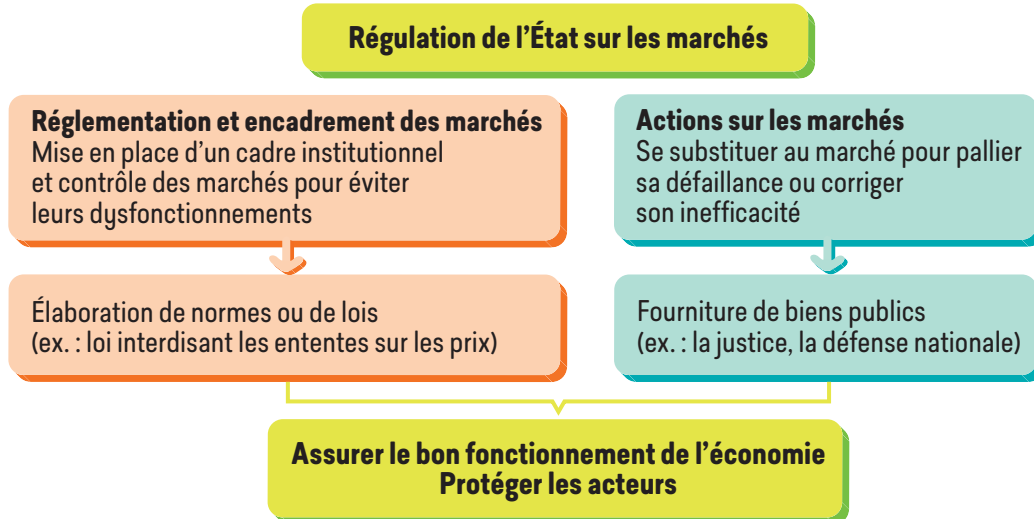 Régulation de l’État sur les marchés
Réglementation et encadrement des marchés
Mise en place d’un cadre institutionnel
et contrôle des marchés pour éviter
leurs dysfonctionnements
Élaboration de normes ou de lois
(ex. : loi interdisant les ententes sur les prix)
Actions sur les marchés
Se substituer au marché pour pallier
sa défaillance ou corriger
son inefficacité
Fourniture de biens publics
(ex. : la justice, la défense nationale)
Assurer le bon fonctionnement de l’économie
Protéger les acteurs